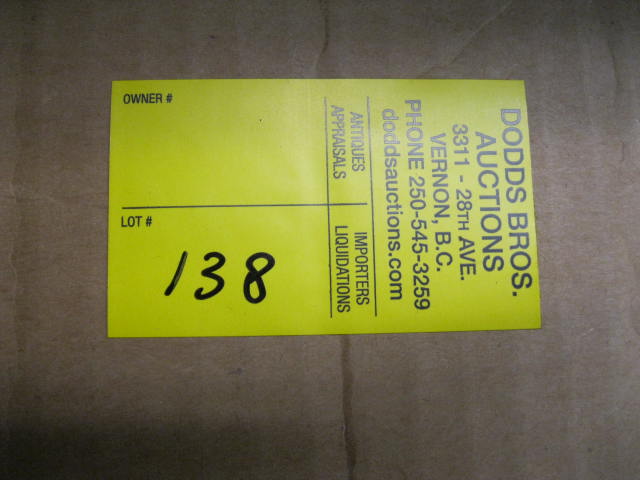 DODDS BROS.
AUCTIONS
3311 - 28TH AVE.
VERNON, B.C.
PHONE 250-545-3259
doddsauctions.com
ANTIQUES IMPORTERS
APPRAISALS LIQUIDATIONS
OWNER #
LOT #
138